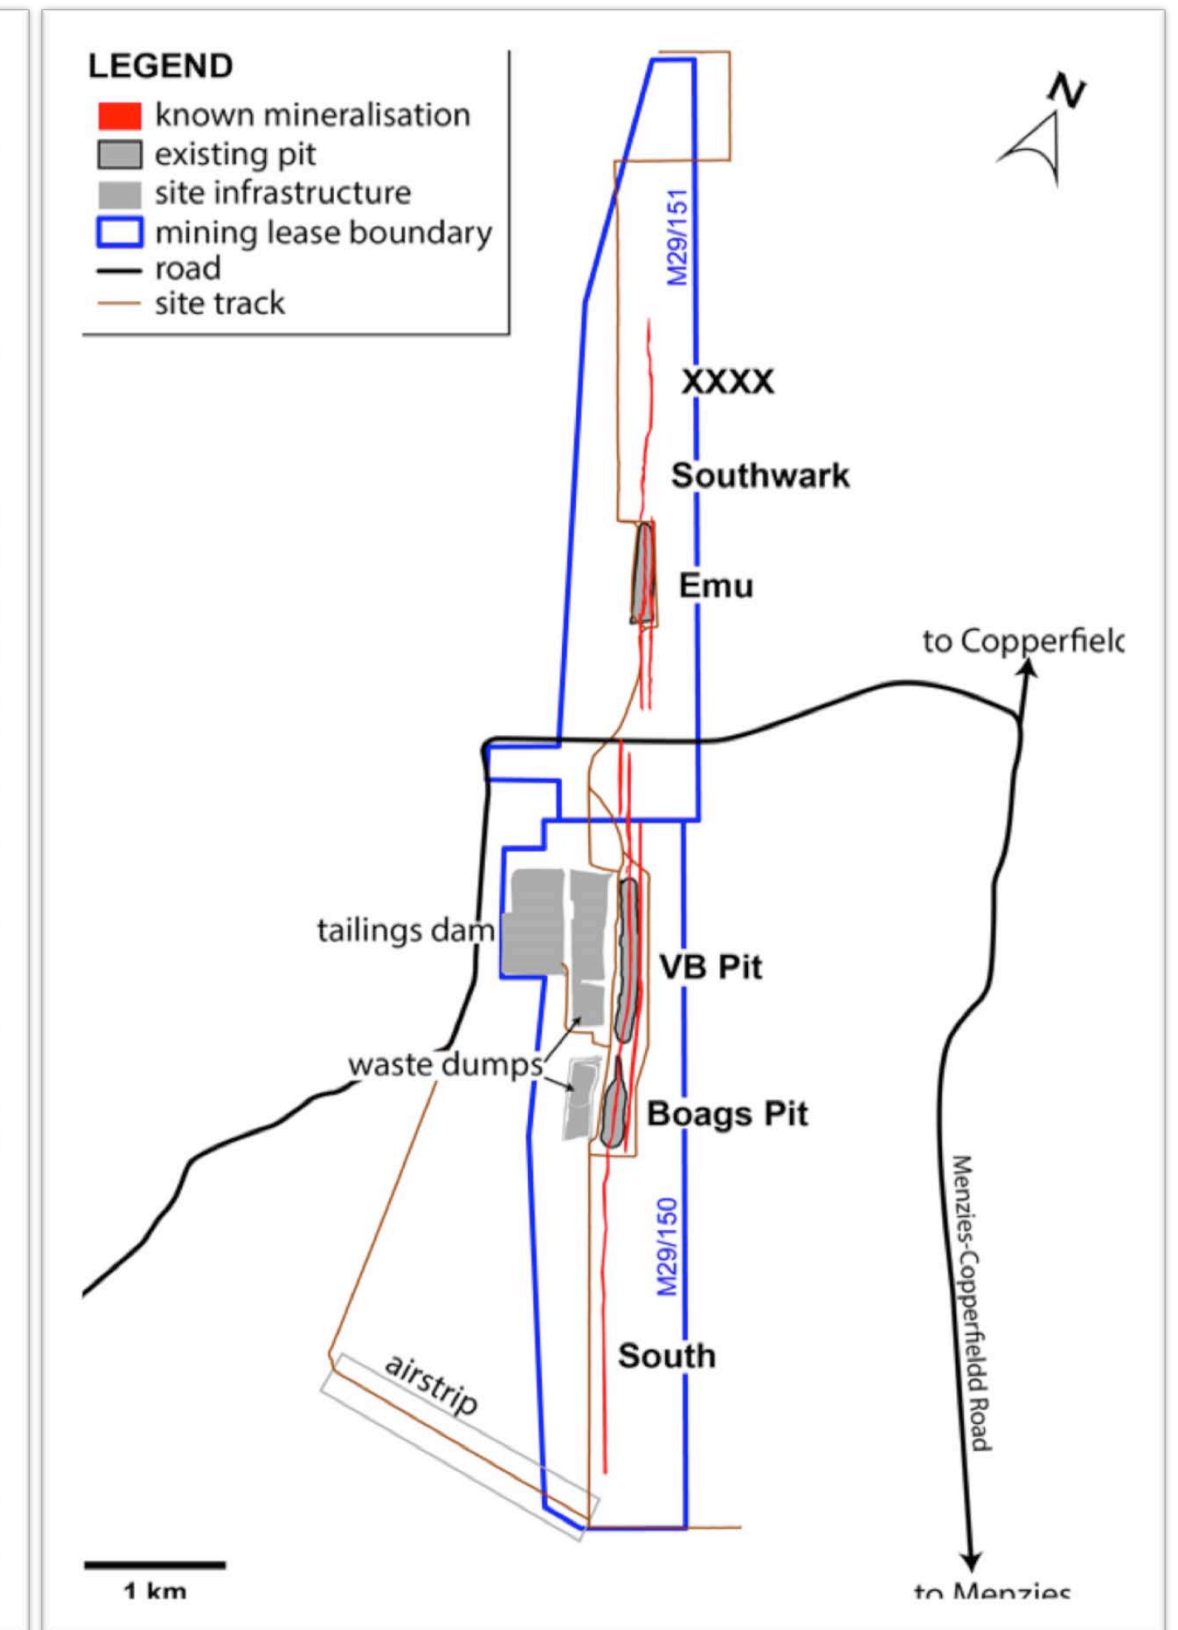 LEGEND
known mineralisation
existing pit
site infrastructure
mining lease boundary
road
site track
N
M29/151
XXXX
Southwark
Emu
to Copperfielc
tailings dam
VB Pit
waste dumps
Boags Pit
M29/150
Menzies-Copperfieldd Road
South
airstrip
1 km
to Menzies